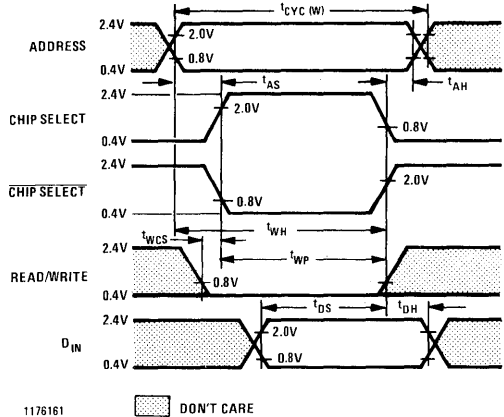 tCYC (W)
2.4V
ADDRESS
2.0V
0.8V
0.4V
tAS
tAH
2.4V
CHIP SELECT
2.0V
0.8V
0.4V
2.4V
CHIP SELECT
2.0V
0.8V
0.4V
tWH
tWCS
tWP
2.4V
READ/WRITE
0.8V
0.4V
tDS
tDH
2.4V
DIN
2.0V
0.8V
0.4V
1176161
DON'T CARE